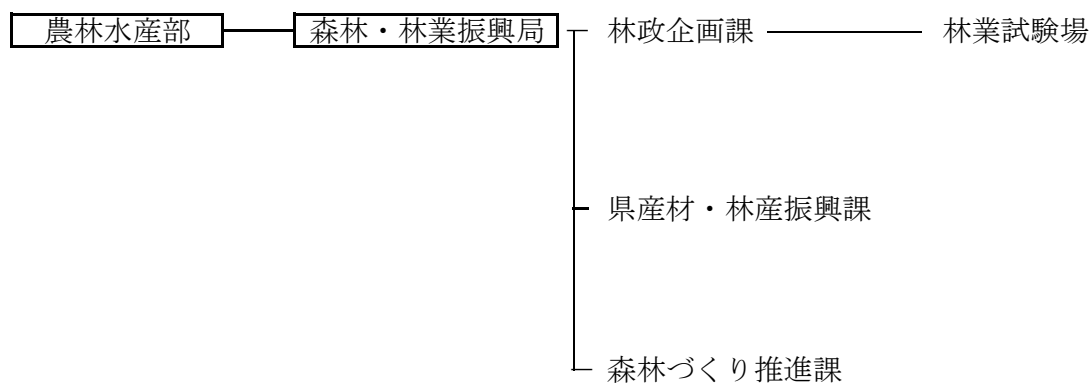 農林水産部 森林・林業振興局 林政企画課 林業試験場
県産材・林産振興課
森林づくり推進課